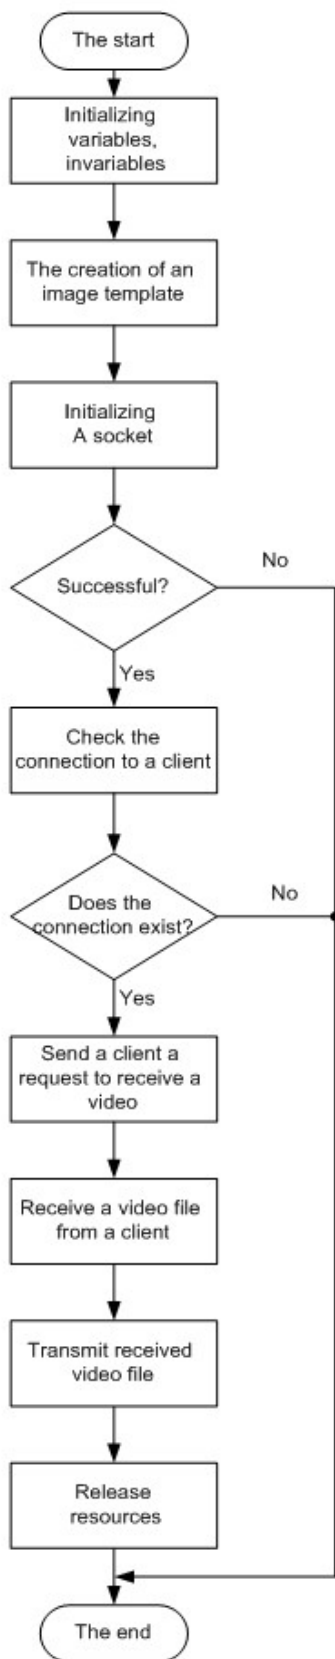 The start
Initializing
variables,
invariables
The creation of an
image template
Initializing
A socket
Successful?
No
Yes
Check the
connection to a client
Does the
connection exist?
No
Yes
Send a client a
request to receive a
video
Receive a video file
from a client
Transmit received
video file
Release
resources
The end